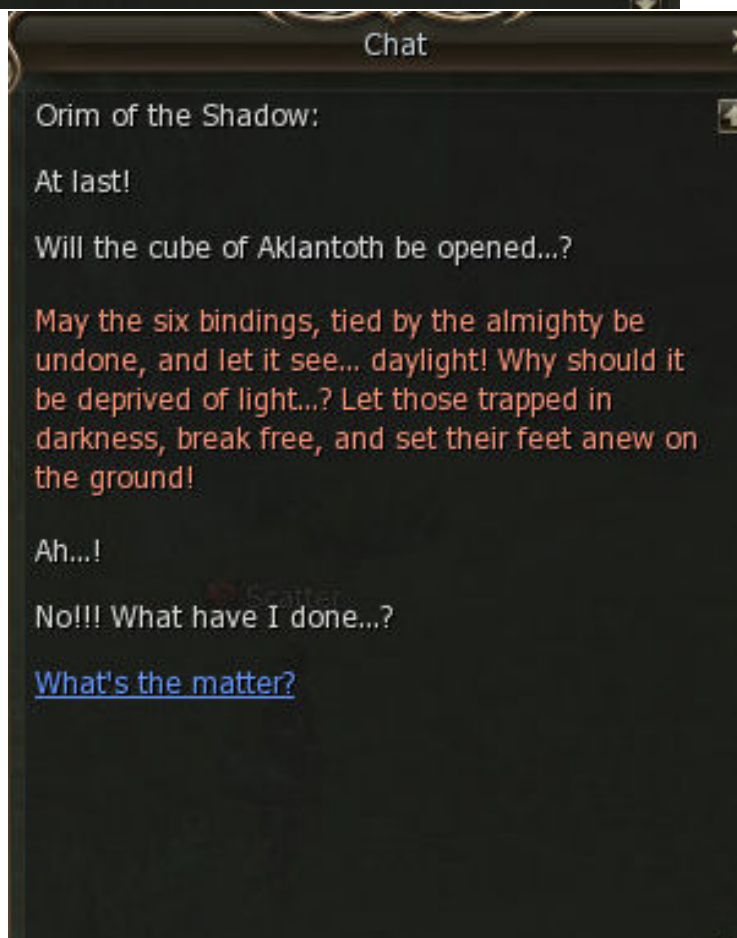 Chat
Orim of the Shadow:
At last!
Will the cube of Aklantoth be opened...?
May the six bindings, tied by the almighty be
undone, and let it see... daylight! Why should it
be deprived of light...? Let those trapped in
darkness, break free, and set their feet anew on
the ground!
Ah...!
Scatter
No!!! What have I done...?
What's the matter?